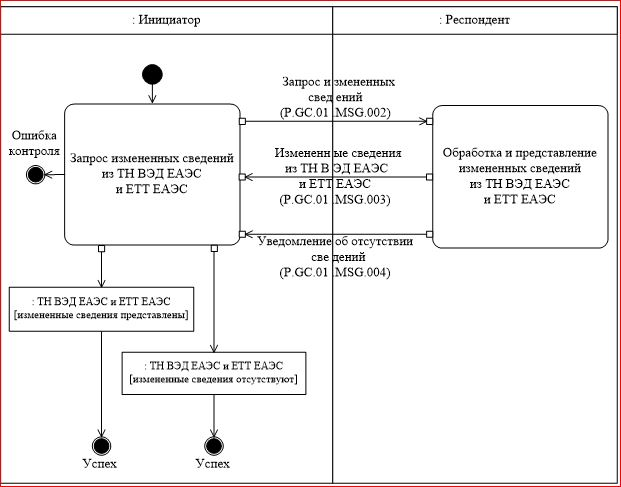 : Инициатор
: Респондент
Запрос измененных
сведений
(P.GC.01.MSG.002)
Ошибка
контроля
Запрос измененных сведений
из ТН ВЭД ЕАЭС
и ЕТТ ЕАЭС
Измененные сведения
из ТН ВЭД ЕАЭС
и ЕТТ ЕАЭС
(P.GC.01.MSG.003)
Обработка и представление
измененных сведений
из ТН ВЭД ЕАЭС
и ЕТТ ЕАЭС
Уведомление об отсутствии
сведений
(P.GC.01.MSG.004)
: ТН ВЭД ЕАЭС и ЕТТ ЕАЭС
[измененные сведения представлены]
: ТН ВЭД ЕАЭС и ЕТТ ЕАЭС
[измененные сведения отсутствуют]
Успех
Успех